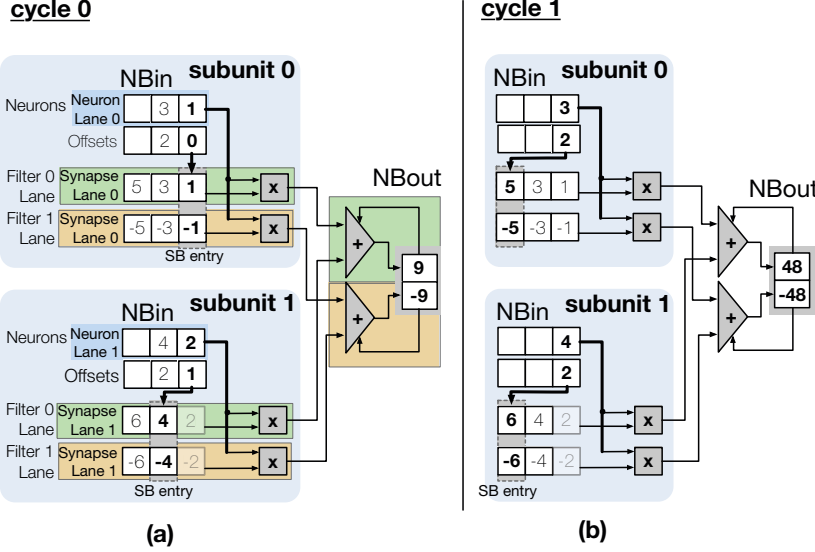 cycle 0
subunit 0
NBin
Neurons
Neuron
Lane 0
3 1
Offsets
2 0
Filter 0
Lane
Synapse
Lane 0
5 3 1
x
Filter 1
Lane
Synapse
Lane 0
-5 -3 -1
x
SB entry
NBout
+
9
-9
+
subunit 1
NBin
Neurons
Neuron
Lane 1
4 2
Offsets
2 1
Filter 0
Lane
Synapse
Lane 1
6 4 2
x
Filter 1
Lane
Synapse
Lane 1
-6 -4 -2
x
SB entry
(a)
cycle 1
subunit 0
NBin
3
2
5 3 1
x
-5 -3 -1
x
NBout
+
48
-48
+
subunit 1
NBin
4
2
6 4 2
x
-6 -4 -2
x
SB entry
(b)